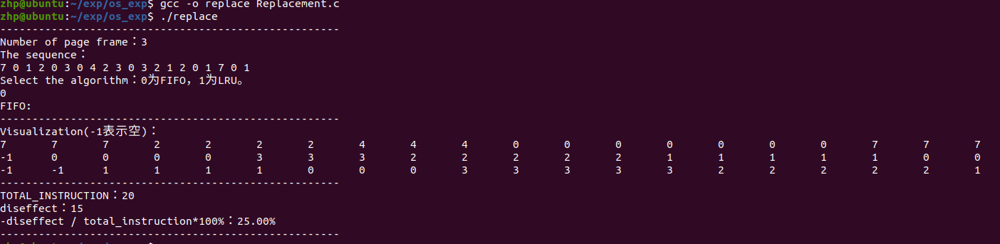 zhp@ubuntu:~/exp/os_exp$ gcc -o replace Replacement.c
zhp@ubuntu:~/exp/os_exp$ ./replace
-----------------------------------------------------
Number of page frame：3
The sequence：
7 0 1 2 0 3 0 4 2 3 0 3 2 1 2 0 1 7 0 1
Select the algorithm：0为FIFO，1为LRU。
0
FIFO:
-----------------------------------------------------
Visualization(-1表示空)：
7 7 7 2 2 2 2 4 4 4 0 0 0 0 0 0 0 7 7 7
-1 0 0 0 0 3 3 3 2 2 2 2 2 1 1 1 1 1 0 0
-1 -1 1 1 1 1 0 0 0 3 3 3 3 3 2 2 2 2 2 1
-----------------------------------------------------
TOTAL_INSTRUCTION：20
diseffect：15
-diseffect / total_instruction*100%：25.00%
-----------------------------------------------------